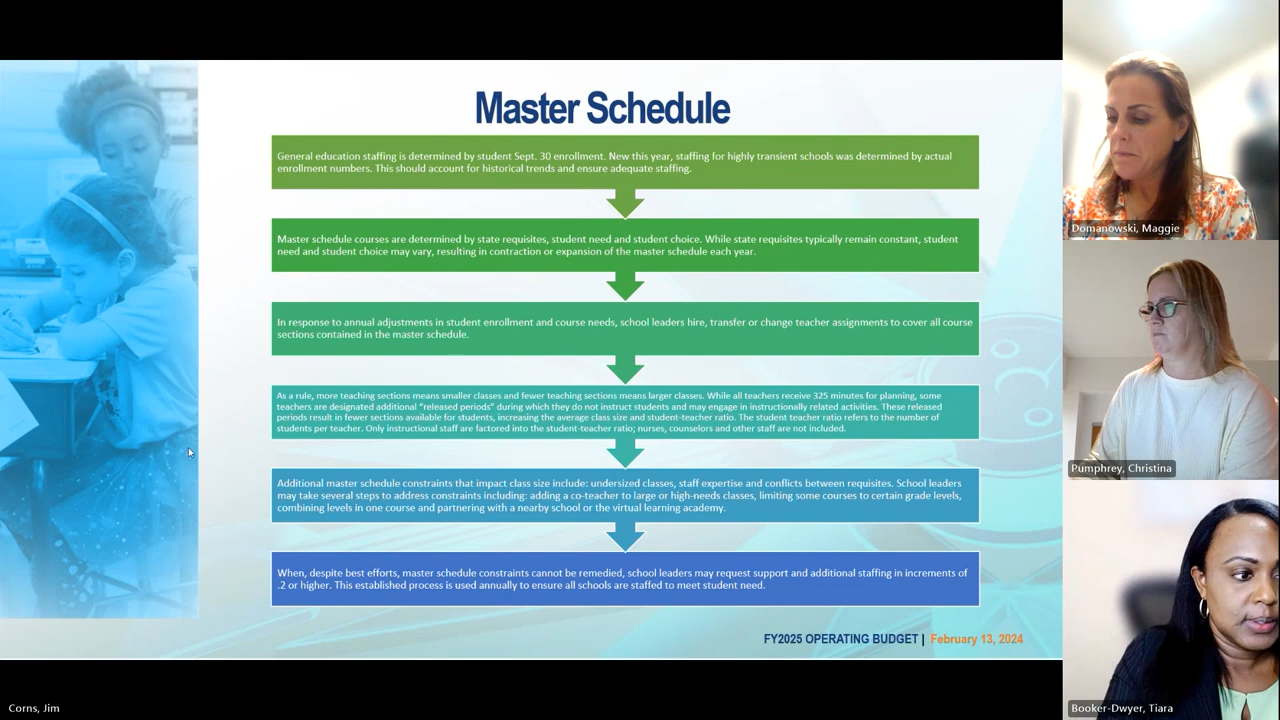 Master Schedule
General education staffing is determined by student Sept. 30 enrollment. New this year, staffing for highly transient schools was determined by actual
enrollment numbers. This should account for historical trends and ensure adequate staffing.
Master schedule courses are determined by state requisites, student need and student choice. While state requisites typically remain constant, student
need and student choice may vary, resulting in contraction or expansion of the master schedule each year.
In response to annual adjustments in student enrollment and course needs, school leaders hire, transfer or change teacher assignments to cover all course
sections contained in the master schedule.
As a rule, more teaching sections means smaller classes and fewer teaching sections means larger classes. While all teachers receive 325 minutes for planning, some
teachers are designated additional "released periods" during which they do not instruct students and may engage in instructionally related activities. These released
periods result in fewer sections available for students, increasing the average class size and student-teacher ratio. The student teacher ratio refers to the number of
students per teacher. Only instructional staff are factored into the student-teacher ratio; nurses, counselors and other staff are not included.
Additional master schedule constraints that impact class size include: undersized classes, staff expertise and conflicts between requisites. School leaders
may take several steps to address constraints including: adding a co-teacher to large or high-needs classes, limiting some courses to certain grade levels,
combining levels in one course and partnering with a nearby school or the virtual learning academy.
When, despite best efforts, master schedule constraints cannot be remedied, school leaders may request support and additional staffing in increments of
.2 or higher. This established process is used annually to ensure all schools are staffed to meet student need.
FY2025 OPERATING BUDGET | February 13, 2024
Domanowski, Maggie
Pumphrey, Christina
Booker-Dwyer, Tiara
Corns, Jim